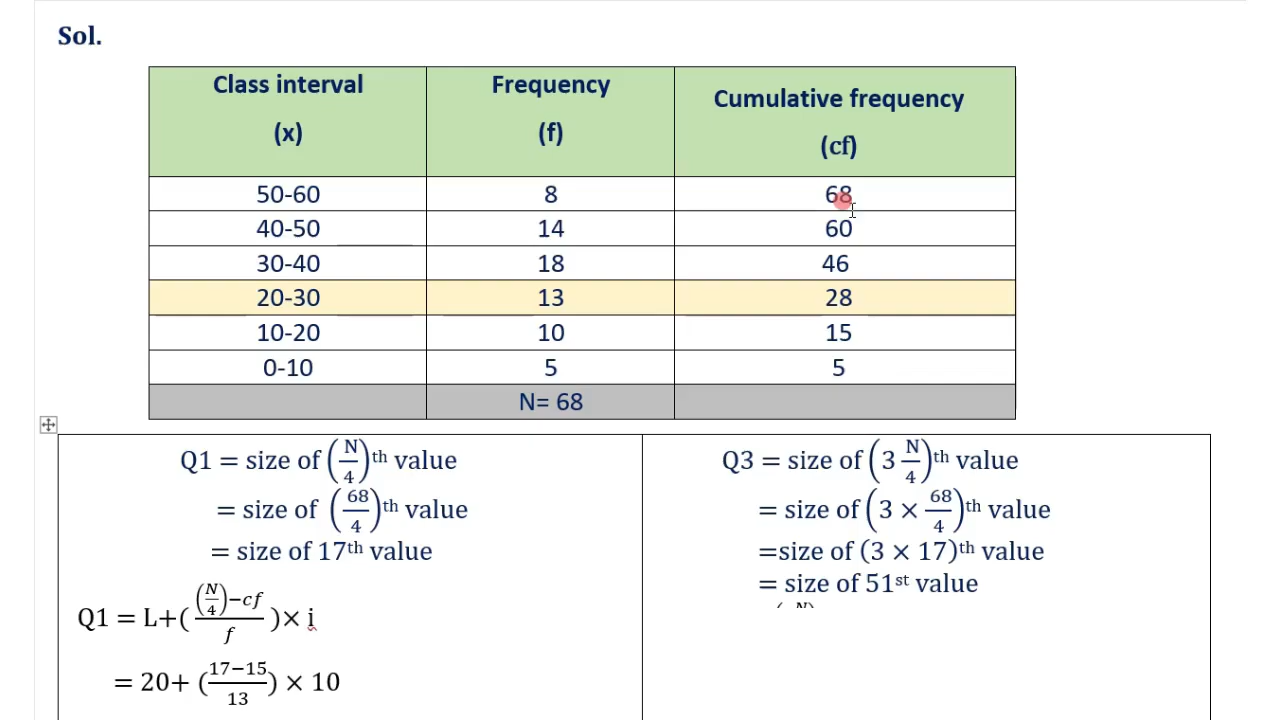 Sol.
Class interval (x) Frequency (f) Cumulative frequency (cf)
50-60 8 68
40-50 14 60
30-40 18 46
20-30 13 28
10-20 10 15
0-10 5 5
N= 68
Q1 = size of (N/4)th value
= size of (68/4)th value
= size of 17th value
Q1 = L+( ((N/4)−cf)/f )× i
= 20+ ((17−15)/13) × 10
Q3 = size of (3 N/4)th value
= size of (3 × 68/4)th value
=size of (3 × 17)th value
= size of 51st value